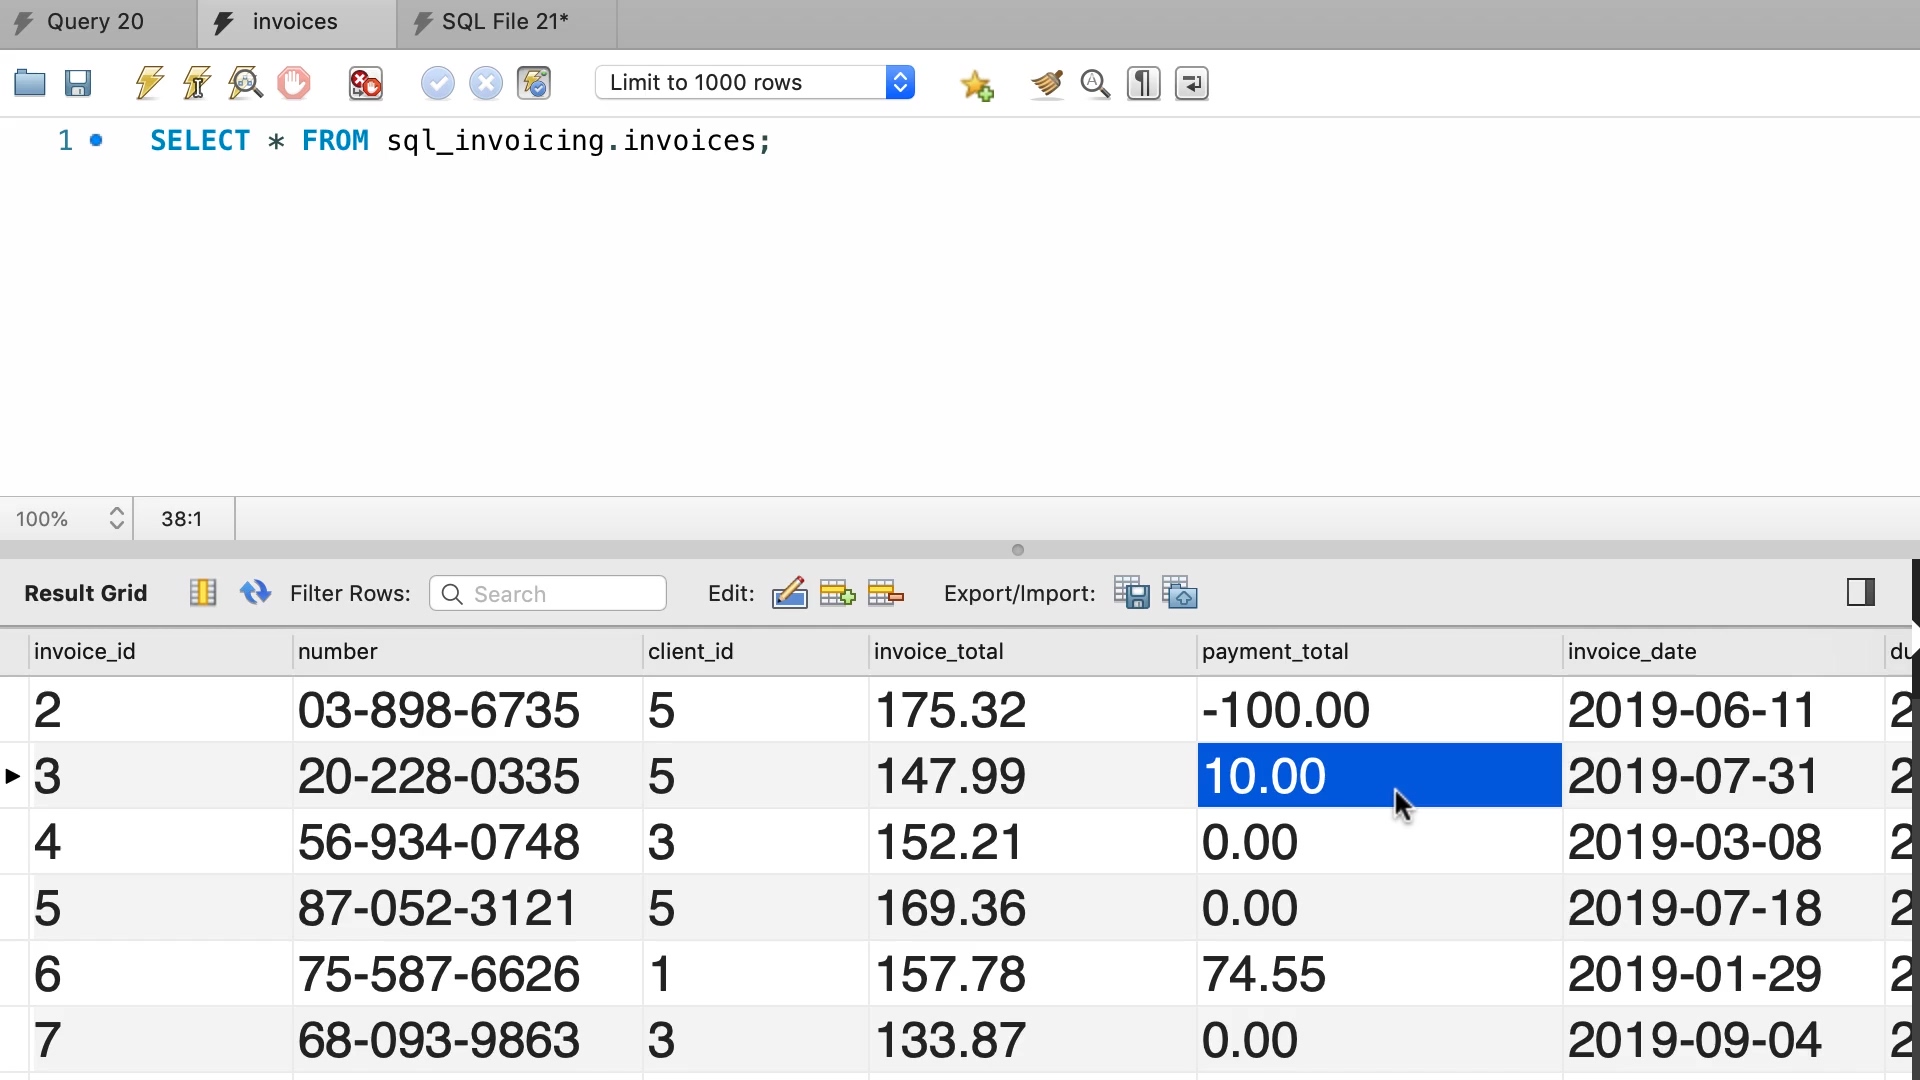 Query 20 invoices SQL File 21*
Limit to 1000 rows
1 SELECT * FROM sql_invoicing.invoices;
100% 38:1
Result Grid Filter Rows: Search Edit: Export/Import:
invoice_id number client_id invoice_total payment_total invoice_date du
2 03-898-6735 5 175.32 -100.00 2019-06-11 2
3 20-228-0335 5 147.99 10.00 2019-07-31 2
4 56-934-0748 3 152.21 0.00 2019-03-08 2
5 87-052-3121 5 169.36 0.00 2019-07-18 2
6 75-587-6626 1 157.78 74.55 2019-01-29 2
7 68-093-9863 3 133.87 0.00 2019-09-04 2